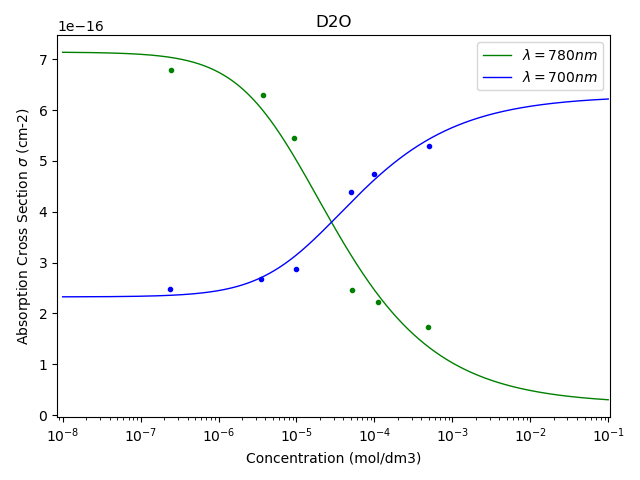 D2O
1e−16
λ = 780nm
λ = 700nm
7
6
5
4
3
2
1
0
Absorption Cross Section σ (cm-2)
10⁻⁸ 10⁻⁷ 10⁻⁶ 10⁻⁵ 10⁻⁴ 10⁻³ 10⁻² 10⁻¹
Concentration (mol/dm3)